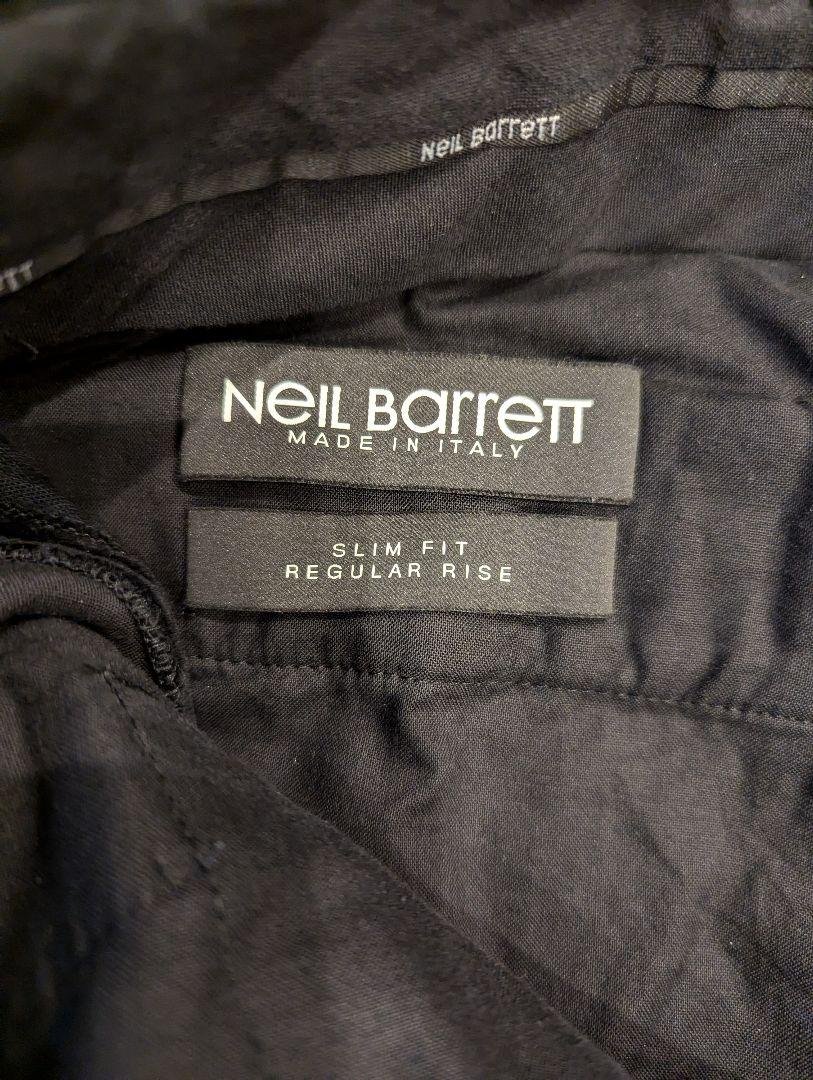 NeiL BarreTT
NeiL BarreTT
MADE IN ITALY
SLIM FIT
REGULAR RISE